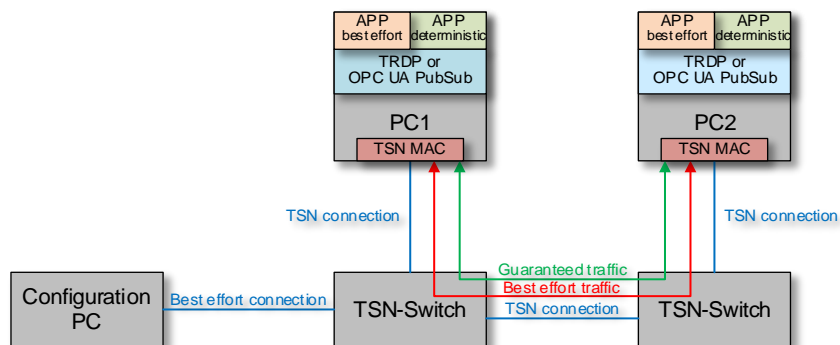 APP
best effort
APP
deterministic
TRDP or
OPC UA PubSub
PC1
TSN MAC
APP
best effort
APP
deterministic
TRDP or
OPC UA PubSub
PC2
TSN MAC
TSN connection
TSN connection
Guaranteed traffic
Best effort traffic
TSN connection
Configuration
PC
Best effort connection
TSN-Switch
TSN-Switch